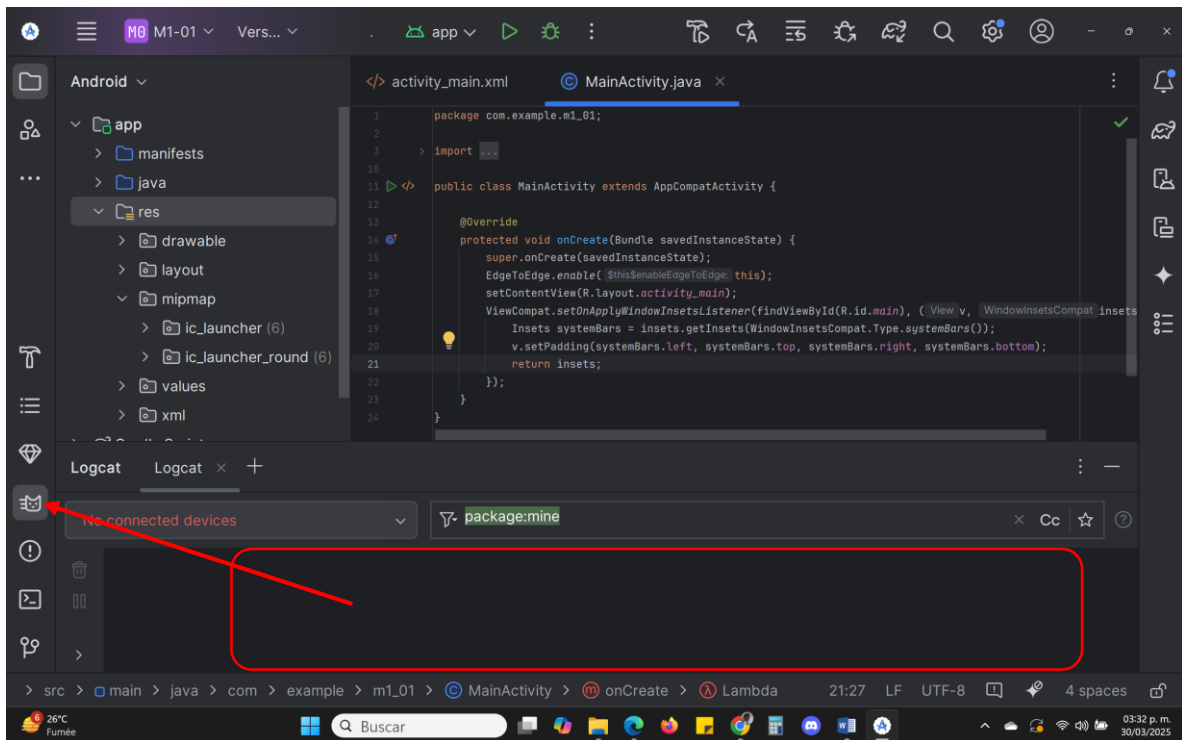 M0 M1-01 Vers... app
Android
activity_main.xml MainActivity.java
app
manifests
java
res
drawable
layout
mipmap
ic_launcher (6)
ic_launcher_round (6)
values
xml
1 package com.example.m1_01;
2
3 import ...
10
11 public class MainActivity extends AppCompatActivity {
12
13 @Override
14 protected void onCreate(Bundle savedInstanceState) {
15 super.onCreate(savedInstanceState);
16 EdgeToEdge.enable( $this$enableEdgeToEdge: this);
17 setContentView(R.layout.activity_main);
18 ViewCompat.setOnApplyWindowInsetsListener(findViewById(R.id.main), ( View v, WindowInsetsCompat insets
19 Insets systemBars = insets.getInsets(WindowInsetsCompat.Type.systemBars());
20 v.setPadding(systemBars.left, systemBars.top, systemBars.right, systemBars.bottom);
21 return insets;
22 });
23 }
24 }
Logcat Logcat
No connected devices package:mine Cc
src > main > java > com > example > m1_01 > MainActivity > onCreate > Lambda 21:27 LF UTF-8 4 spaces
6 26°C
Fumée
Buscar
03:32 p. m.
30/03/2025